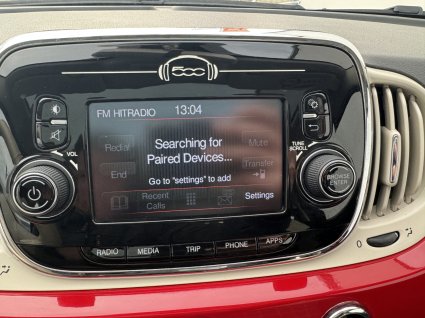 500
FM HITRADIO 13:04
Searching for
Paired Devices...
Go to "settings" to add
Redial
End
Mute
Transfer
Recent
Calls
Settings
VOL
TUNE
SCROLL
BROWSE
ENTER
RADIO
MEDIA
TRIP
PHONE
APPS